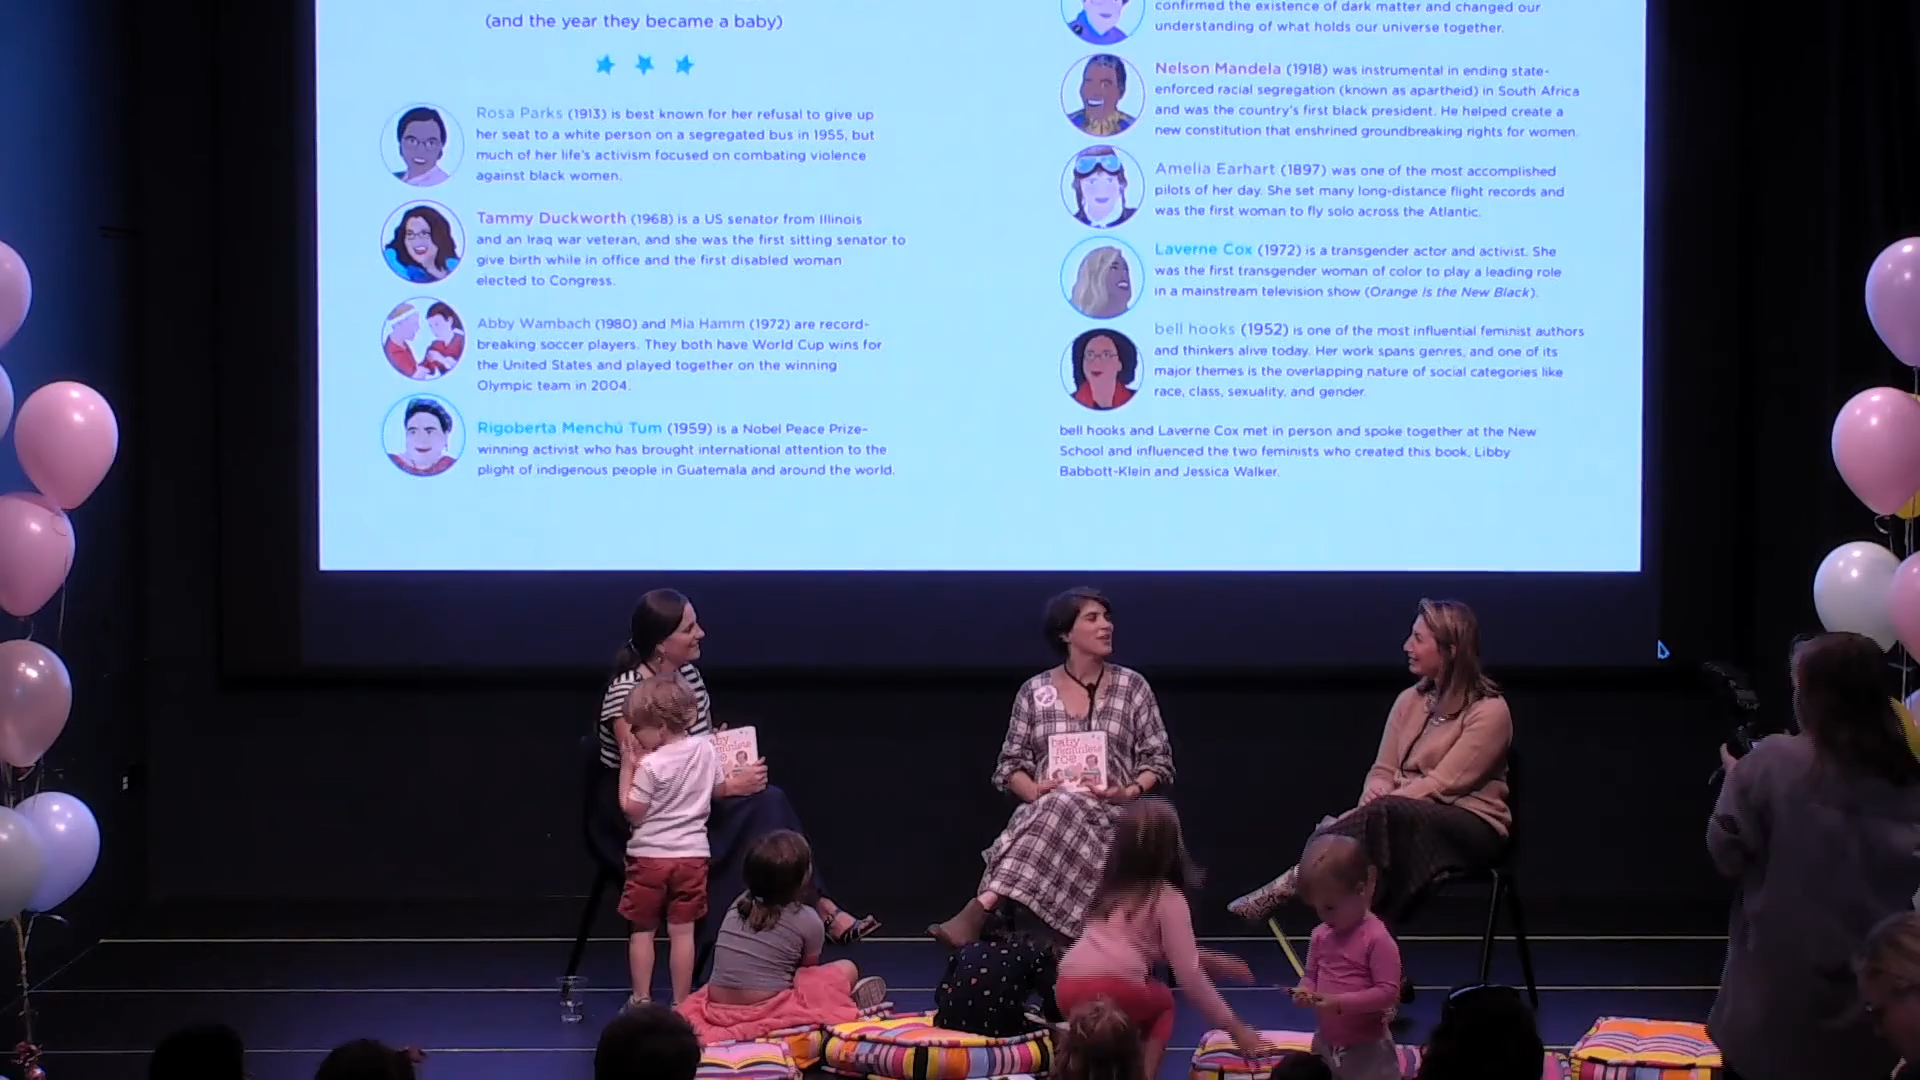 (and the year they became a baby)
Rosa Parks (1913) is best known for her refusal to give up
her seat to a white person on a segregated bus in 1955, but
much of her life's activism focused on combating violence
against black women.
Tammy Duckworth (1968) is a US senator from Illinois
and an Iraq war veteran, and she was the first sitting senator to
give birth while in office and the first disabled woman
elected to Congress.
Abby Wambach (1980) and Mia Hamm (1972) are record-
breaking soccer players. They both have World Cup wins for
the United States and played together on the winning
Olympic team in 2004.
Rigoberta Menchú Tum (1959) is a Nobel Peace Prize-
winning activist who has brought international attention to the
plight of indigenous people in Guatemala and around the world.
confirmed the existence of dark matter and changed our
understanding of what holds our universe together.
Nelson Mandela (1918) was instrumental in ending state-
enforced racial segregation (known as apartheid) in South Africa
and was the country's first black president. He helped create a
new constitution that enshrined groundbreaking rights for women.
Amelia Earhart (1897) was one of the most accomplished
pilots of her day. She set many long-distance flight records and
was the first woman to fly solo across the Atlantic.
Laverne Cox (1972) is a transgender actor and activist. She
was the first transgender woman of color to play a leading role
in a mainstream television show (Orange Is the New Black).
bell hooks (1952) is one of the most influential feminist authors
and thinkers alive today. Her work spans genres, and one of its
major themes is the overlapping nature of social categories like
race, class, sexuality, and gender.
bell hooks and Laverne Cox met in person and spoke together at the New
School and influenced the two feminists who created this book, Libby
Babbott-Klein and Jessica Walker.
baby
feminists
too